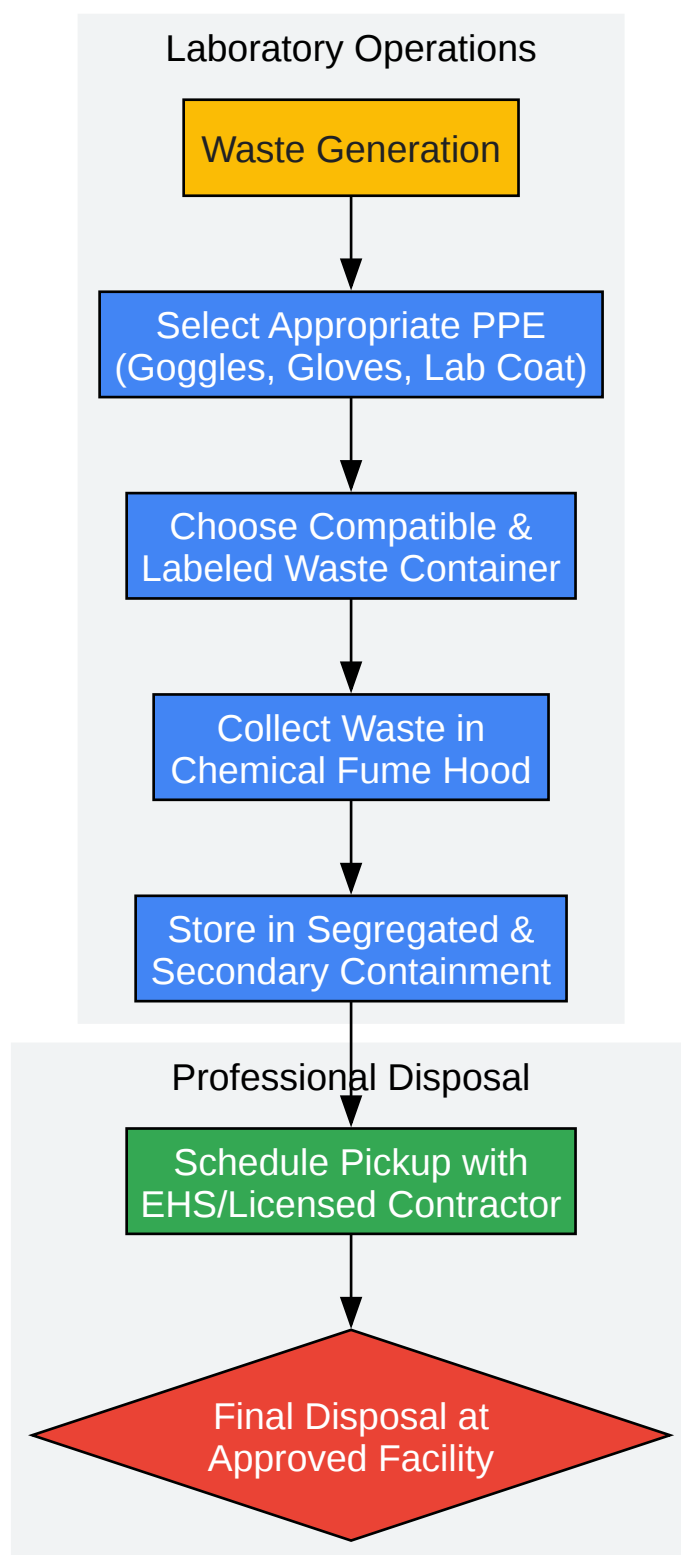 Laboratory Operations
Waste Generation
Select Appropriate PPE
(Goggles, Gloves, Lab Coat)
Choose Compatible &
Labeled Waste Container
Collect Waste in
Chemical Fume Hood
Store in Segregated &
Secondary Containment
Professional Disposal
Schedule Pickup with
EHS/Licensed Contractor
Final Disposal at
Approved Facility